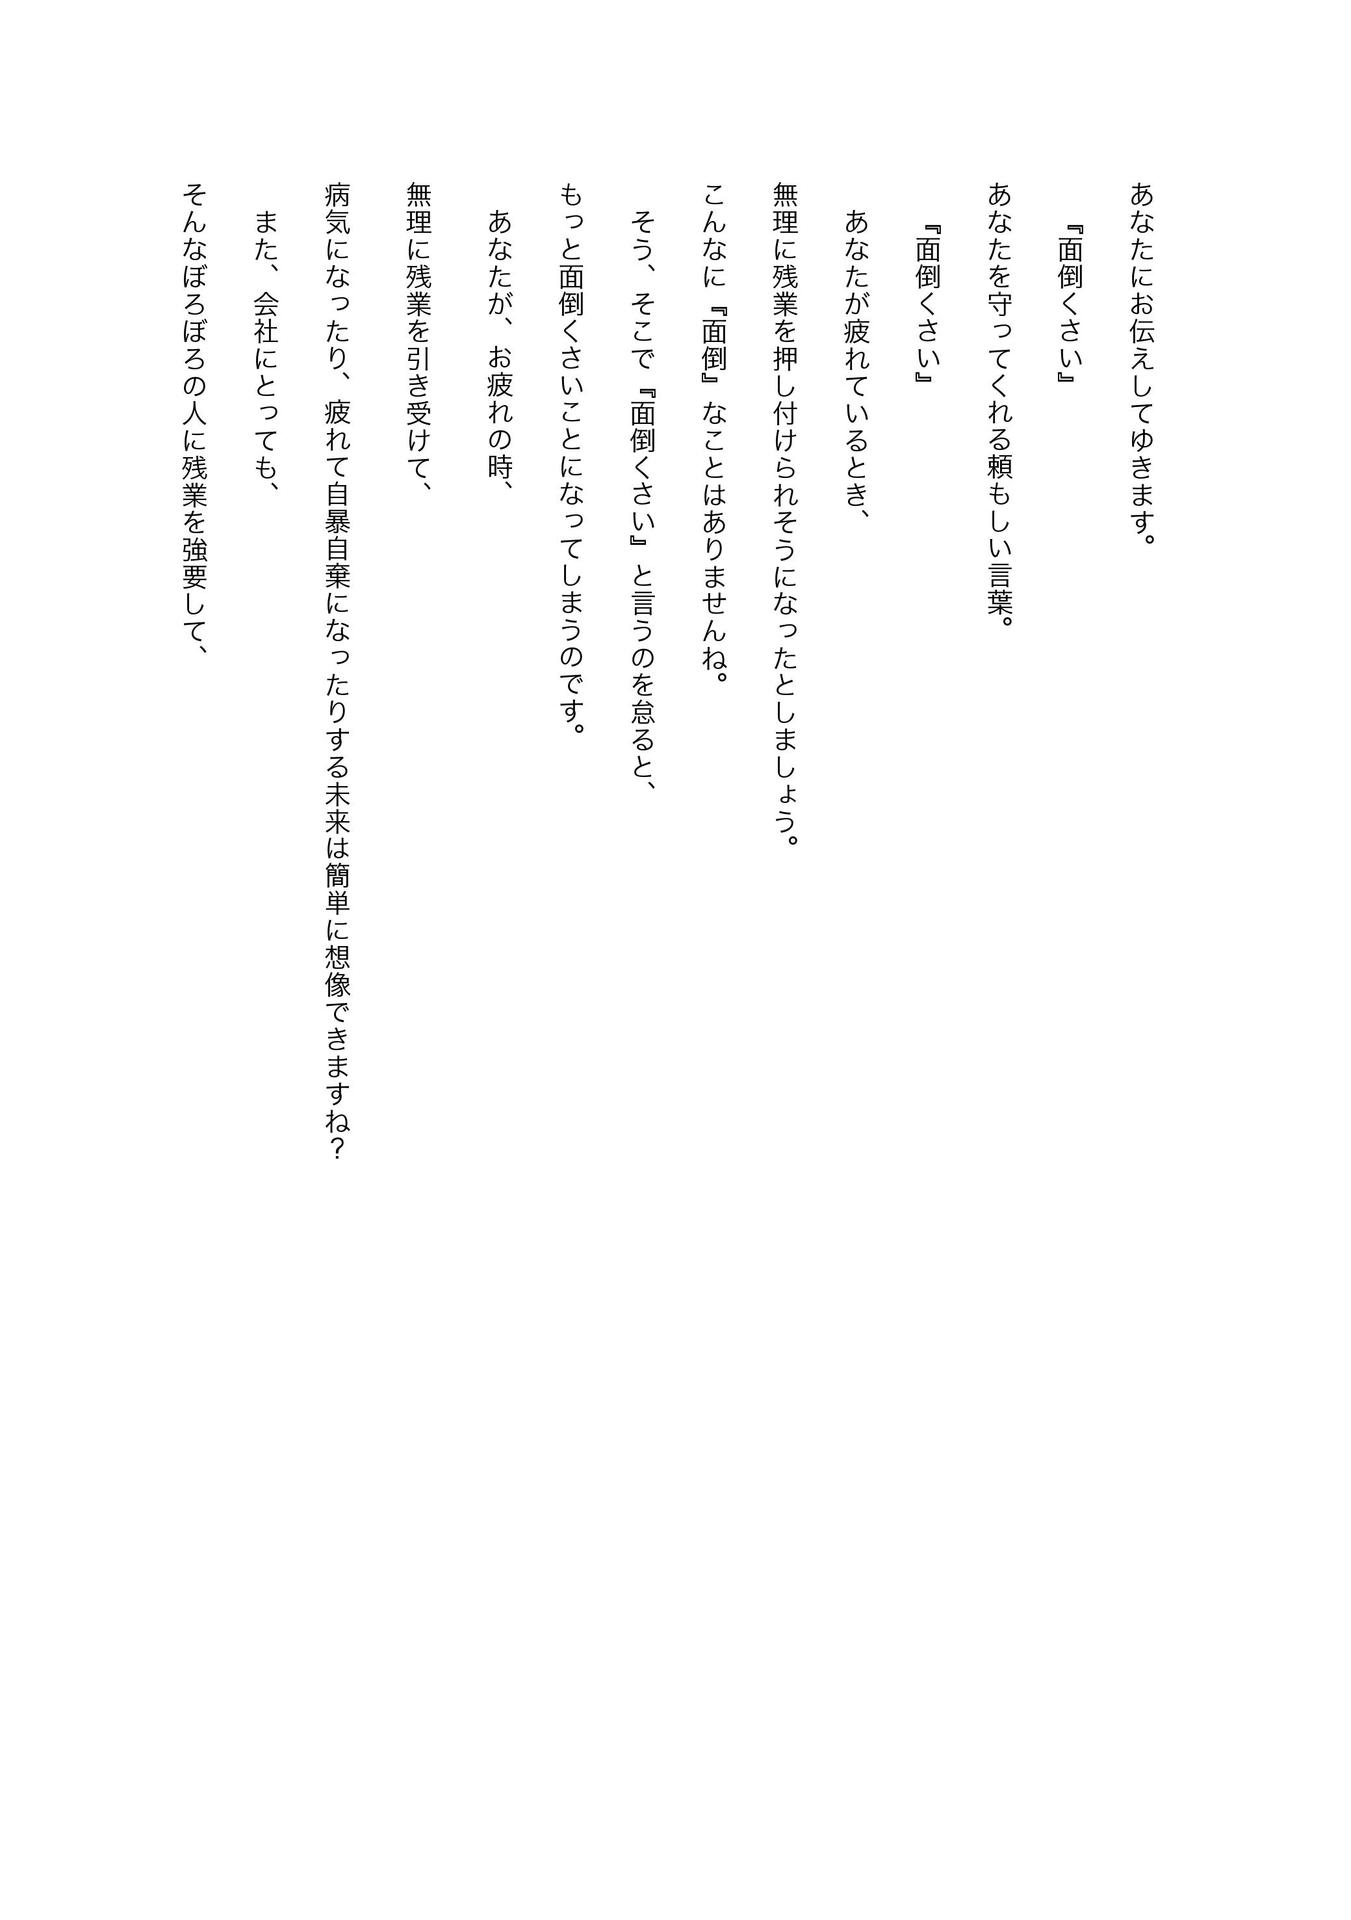 あなたにお伝えしてゆきます。
『面倒くさい』
あなたを守ってくれる頼もしい言葉。
『面倒くさい』
あなたが疲れているとき、
無理に残業を押し付けられそうになったとしましょう。
こんなに『面倒』なことはありませんね。
そう、そこで『面倒くさい』と言うのを怠ると、
もっと面倒くさいことになってしまうのです。
あなたが、お疲れの時、
無理に残業を引き受けて、
病気になったり、疲れて自暴自棄になったりする未来は簡単に想像できますね？
また、会社にとっても、
そんなぼろぼろの人に残業を強要して、